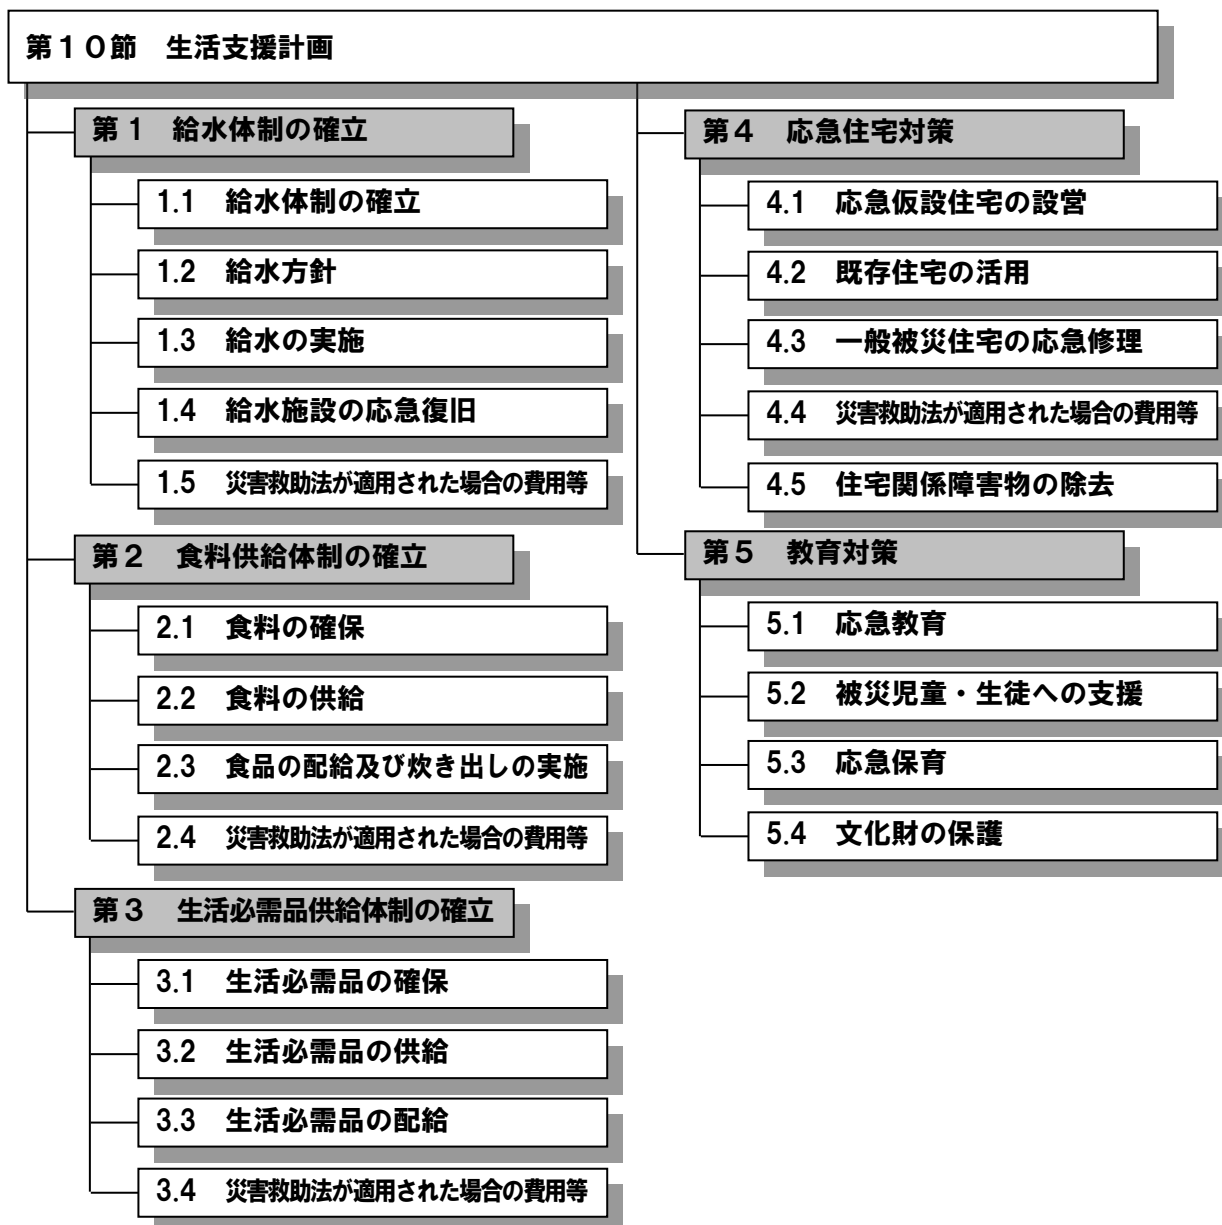 第１０節　生活支援計画
第１　給水体制の確立
1.1　給水体制の確立
1.2　給水方針
1.3　給水の実施
1.4　給水施設の応急復旧
1.5　災害救助法が適用された場合の費用等
第２　食料供給体制の確立
2.1　食料の確保
2.2　食料の供給
2.3　食品の配給及び炊き出しの実施
2.4　災害救助法が適用された場合の費用等
第３　生活必需品供給体制の確立
3.1　生活必需品の確保
3.2　生活必需品の供給
3.3　生活必需品の配給
3.4　災害救助法が適用された場合の費用等
第４　応急住宅対策
4.1　応急仮設住宅の設営
4.2　既存住宅の活用
4.3　一般被災住宅の応急修理
4.4　災害救助法が適用された場合の費用等
4.5　住宅関係障害物の除去
第５　教育対策
5.1　応急教育
5.2　被災児童・生徒への支援
5.3　応急保育
5.4　文化財の保護